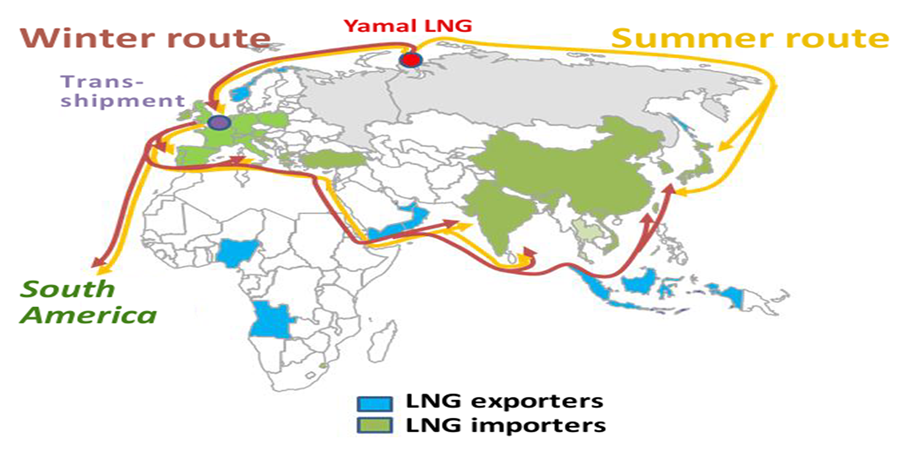 Yamal LNG
Winter route
Summer route
Trans-
shipment
South
America
LNG exporters
LNG importers